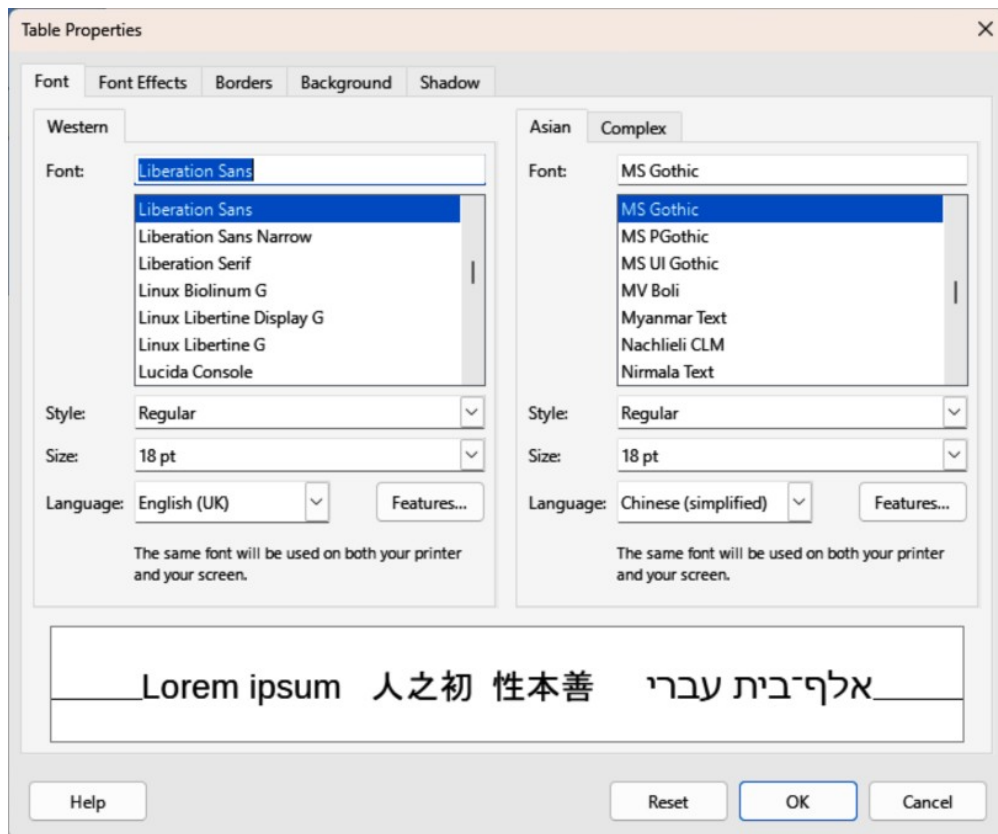 Table Properties
Font Font Effects Borders Background Shadow
Western
Font: Liberation Sans
Liberation Sans
Liberation Sans Narrow
Liberation Serif
Linux Biolinum G
Linux Libertine Display G
Linux Libertine G
Lucida Console
Style: Regular
Size: 18 pt
Language: English (UK) Features...
The same font will be used on both your printer
and your screen.
Asian Complex
Font: MS Gothic
MS Gothic
MS PGothic
MS UI Gothic
MV Boli
Myanmar Text
Nachlieli CLM
Nirmala Text
Style: Regular
Size: 18 pt
Language: Chinese (simplified) Features...
The same font will be used on both your printer
and your screen.
Lorem ipsum 人之初 性本善 אלף־בית עברי
Help Reset OK Cancel